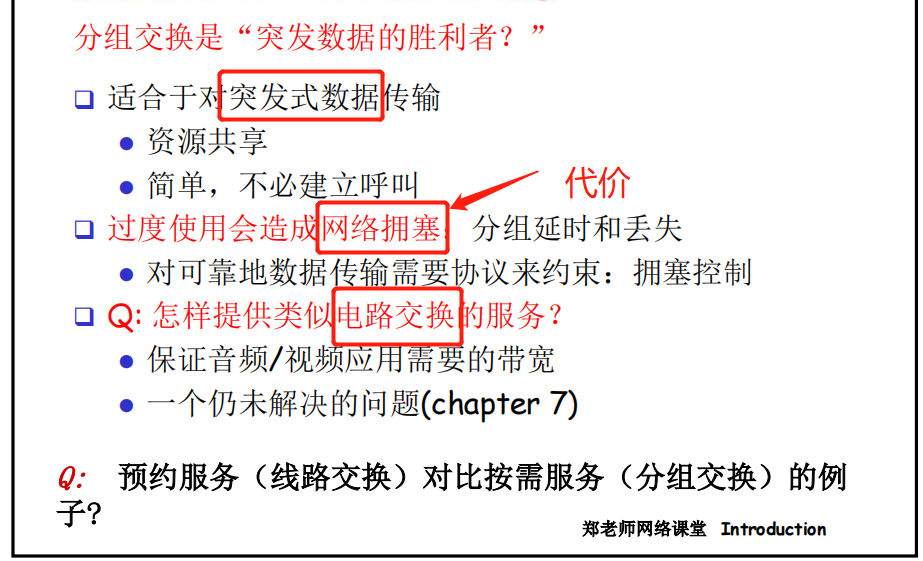 分组交换是“突发数据的胜利者？”
适合于对突发式数据传输
资源共享
简单，不必建立呼叫
代价
过度使用会造成网络拥塞：分组延时和丢失
对可靠地数据传输需要协议来约束：拥塞控制
Q: 怎样提供类似电路交换的服务？
保证音频/视频应用需要的带宽
一个仍未解决的问题(chapter 7)
Q: 预约服务（线路交换）对比按需服务（分组交换）的例
子?
郑老师网络课堂 Introduction